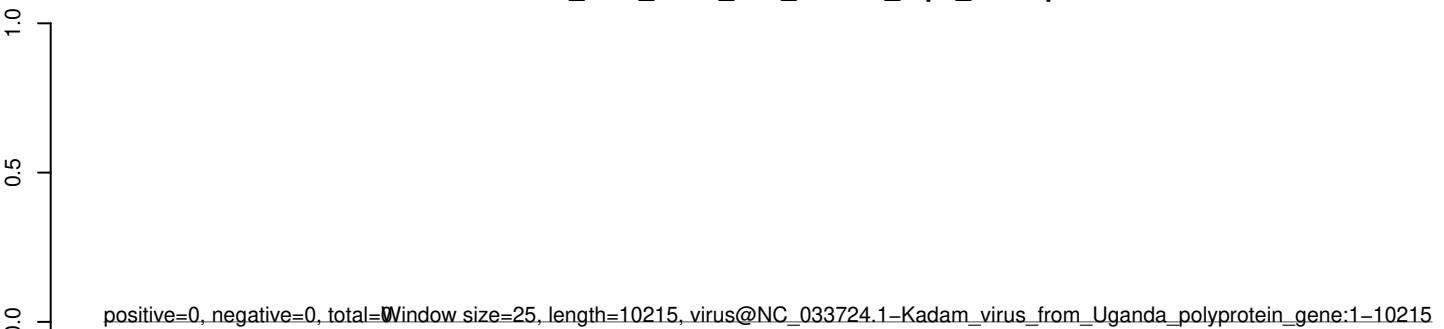 1.0
0.5
0.0
positive=0, negative=0, total=0
Window size=25, length=10215, virus@NC_033724.1−Kadam_virus_from_Uganda_polyprotein_gene:1−10215